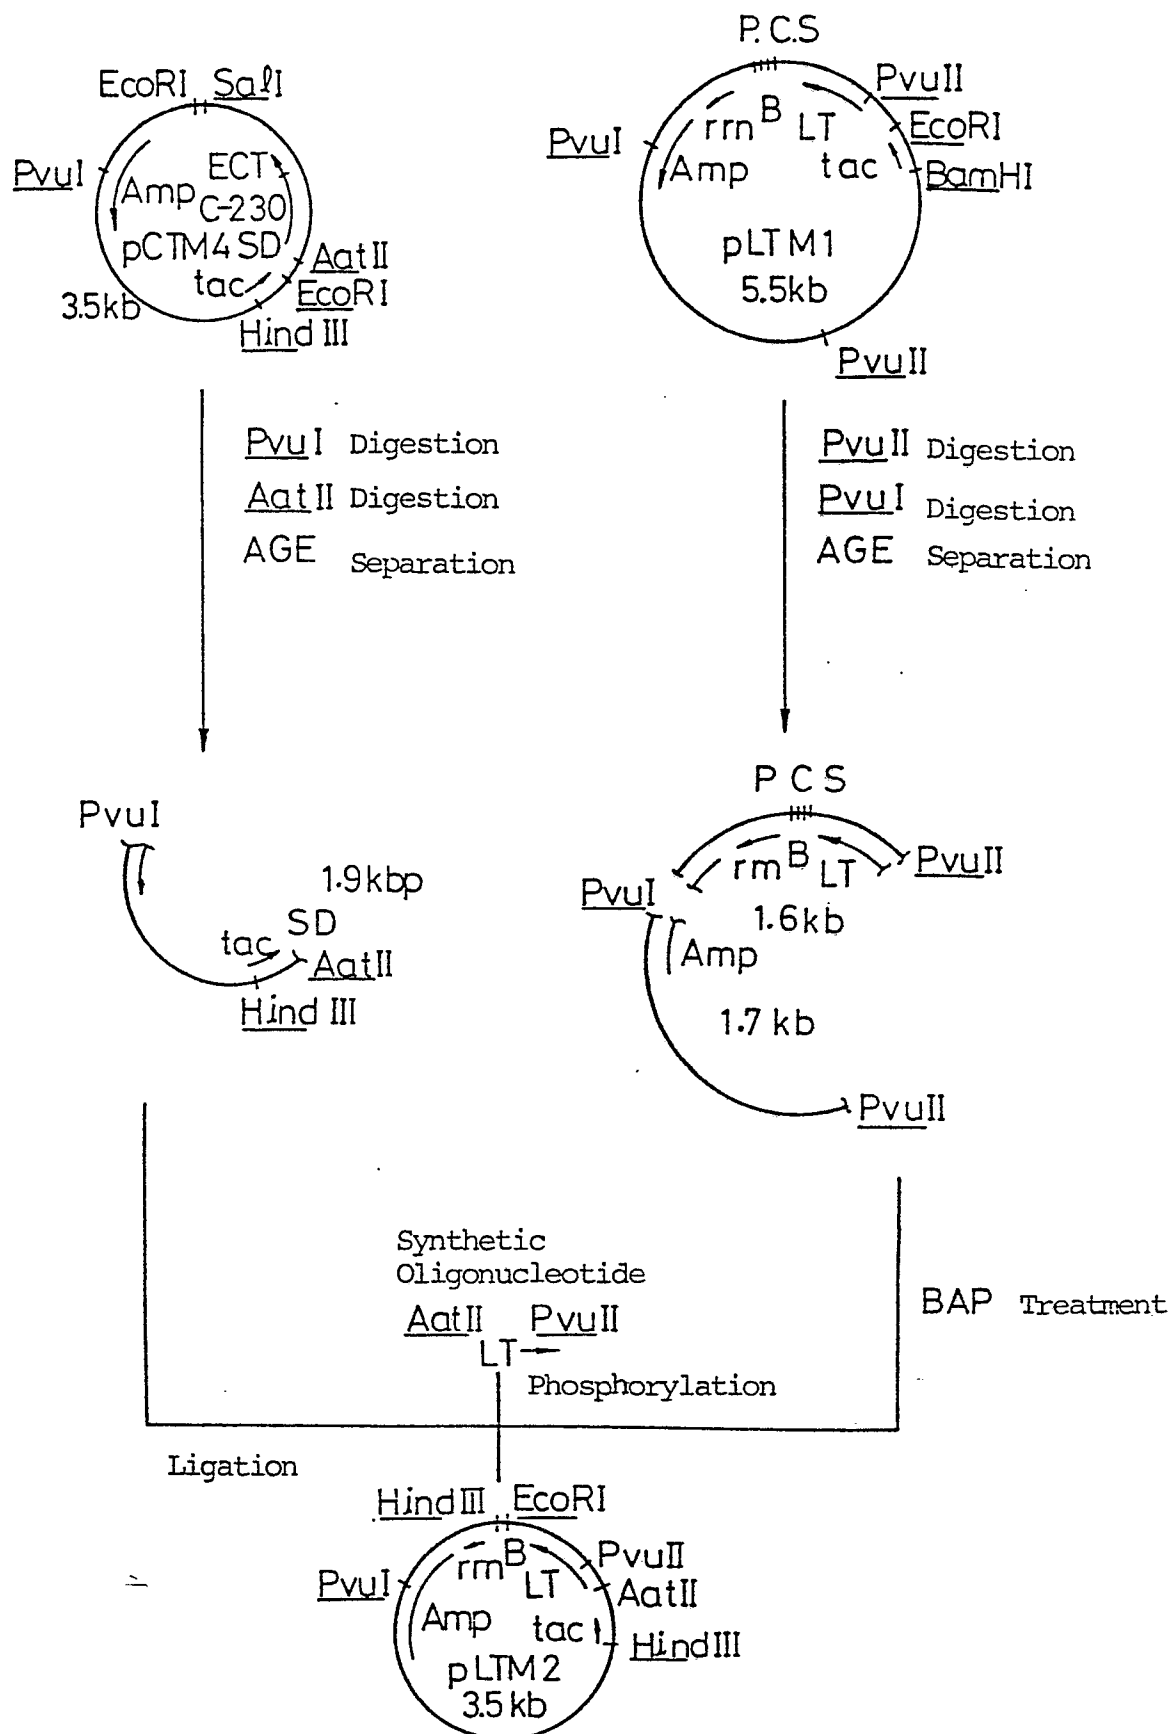 EcoRI SalI
PvuI
ECT
Amp C-230
pCTM4 SD
tac
AatII
EcoRI
3.5kb
Hind III
P.C.S
PvuII
rrn B LT
EcoRI
PvuI
Amp
tac
BamHI
pLTM1
5.5kb
PvuII
PvuI Digestion
AatII Digestion
AGE Separation
PvuII Digestion
PvuI Digestion
AGE Separation
PvuI
1.9kbp
SD
tac
AatII
Hind III
P C S
rm B LT
PvuII
PvuI
1.6kb
Amp
1.7 kb
PvuII
Synthetic
Oligonucleotide
AatII PvuII
LT
Phosphorylation
BAP Treatment
Ligation
HindIII EcoRI
rm B
LT
PvuII
PvuI
AatII
Amp
tac
HindIII
pLTM2
3.5kb